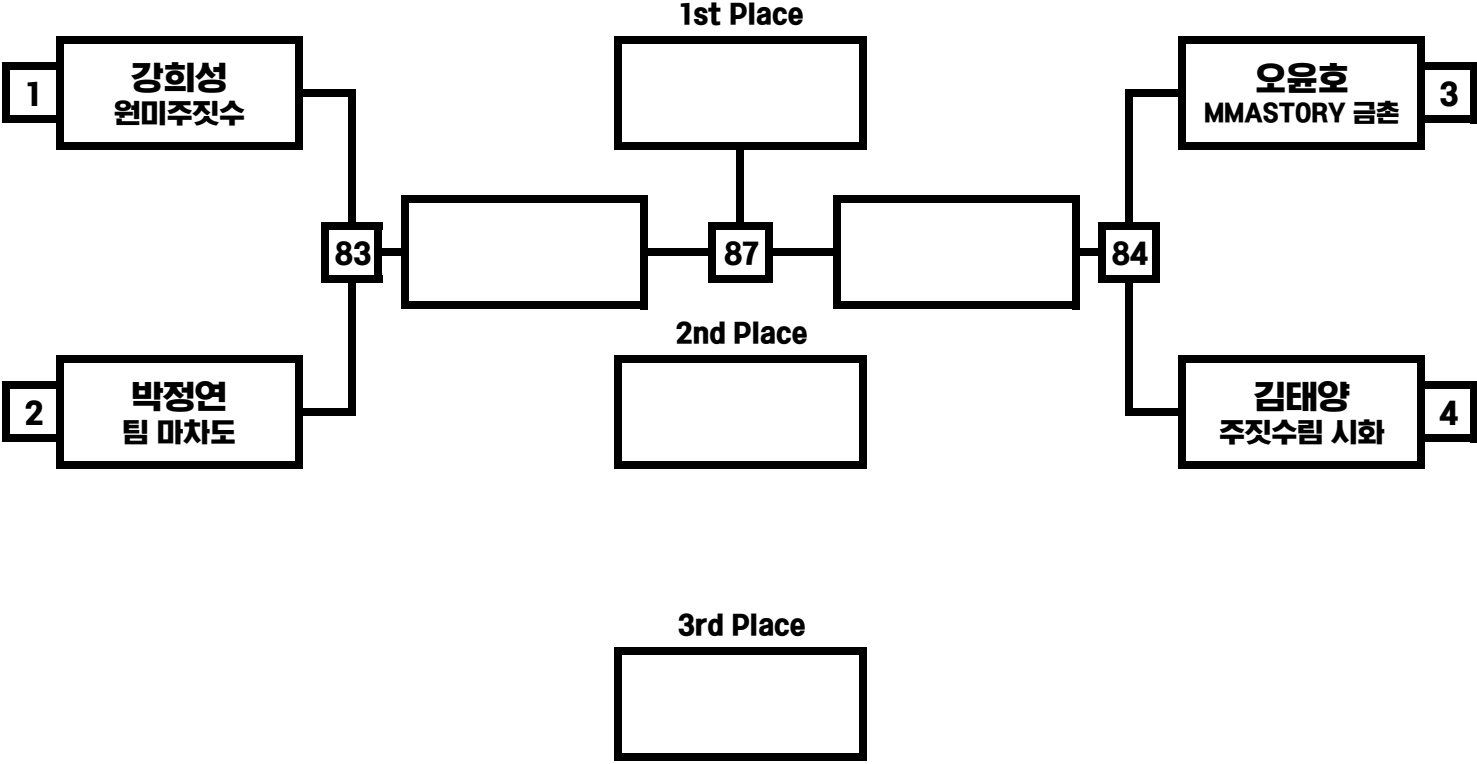 1st Place
1
강희성
원미주짓수
오윤호
MMASTORY 금촌
3
83
87
84
2nd Place
2
박정연
팀 마차도
김태양
주짓수림 시화
4
3rd Place